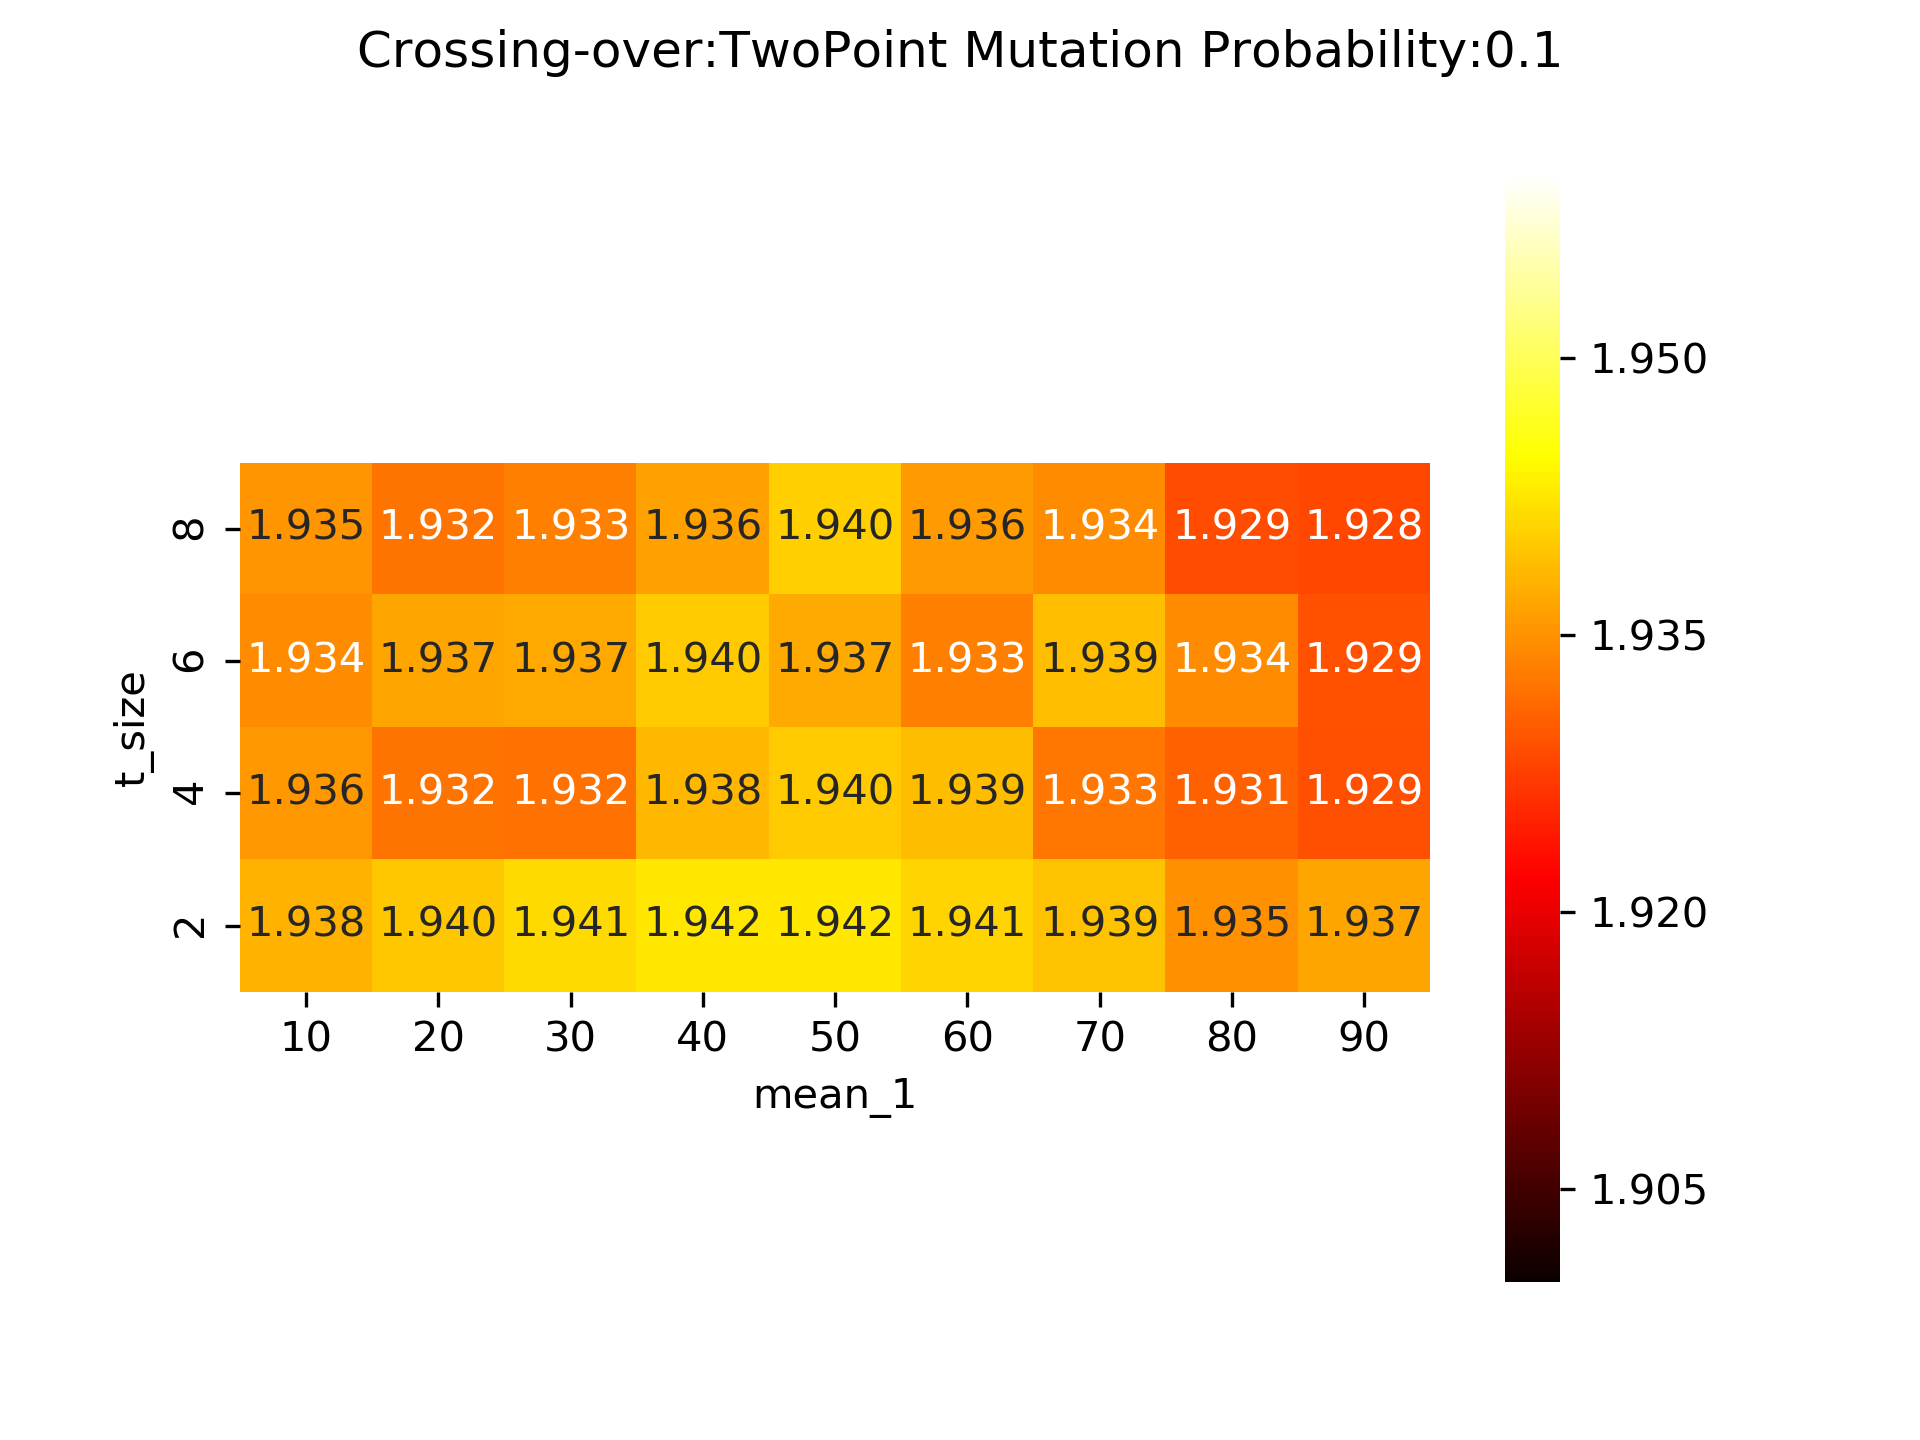 Crossing-over:TwoPoint Mutation Probability:0.1
1.950
8 1.935 1.932 1.933 1.936 1.940 1.936 1.934 1.929 1.928
6 1.934 1.937 1.937 1.940 1.937 1.933 1.939 1.934 1.929
1.935
t_size
4 1.936 1.932 1.932 1.938 1.940 1.939 1.933 1.931 1.929
2 1.938 1.940 1.941 1.942 1.942 1.941 1.939 1.935 1.937
1.920
10 20 30 40 50 60 70 80 90
mean_1
1.905